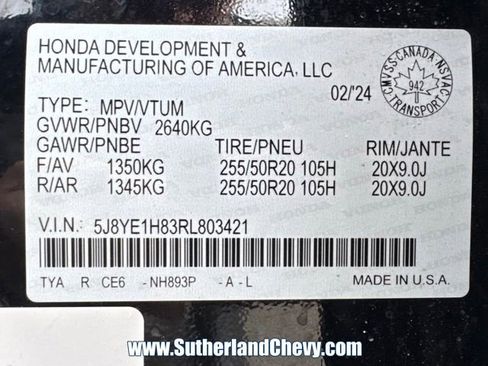 HONDA DEVELOPMENT &
MANUFACTURING OF AMERICA, LLC
02/'24
CMVSS-CANADA-NSVAC
942
TRANSPORT
TYPE: MPV/VTUM
GVWR/PNBV 2640KG
GAWR/PNBE TIRE/PNEU RIM/JANTE
F/AV 1350KG 255/50R20 105H 20X9.0J
R/AR 1345KG 255/50R20 105H 20X9.0J
V.I.N.: 5J8YE1H83RL803421
TYA R CE6 -NH893P -A-L MADE IN U.S.A.
www.SutherlandChevy.com